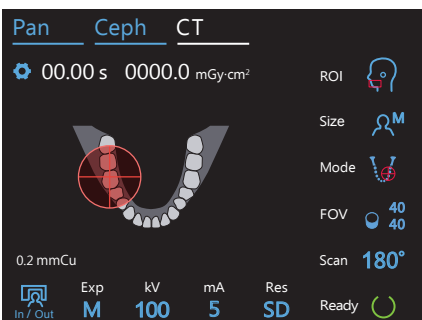 Pan Ceph CT
00.00 s 0000.0 mGy·cm²
ROI
Size M
Mode
FOV 40
40
0.2 mmCu
Scan 180°
In / Out
Exp kV mA Res
M 100 5 SD
Ready